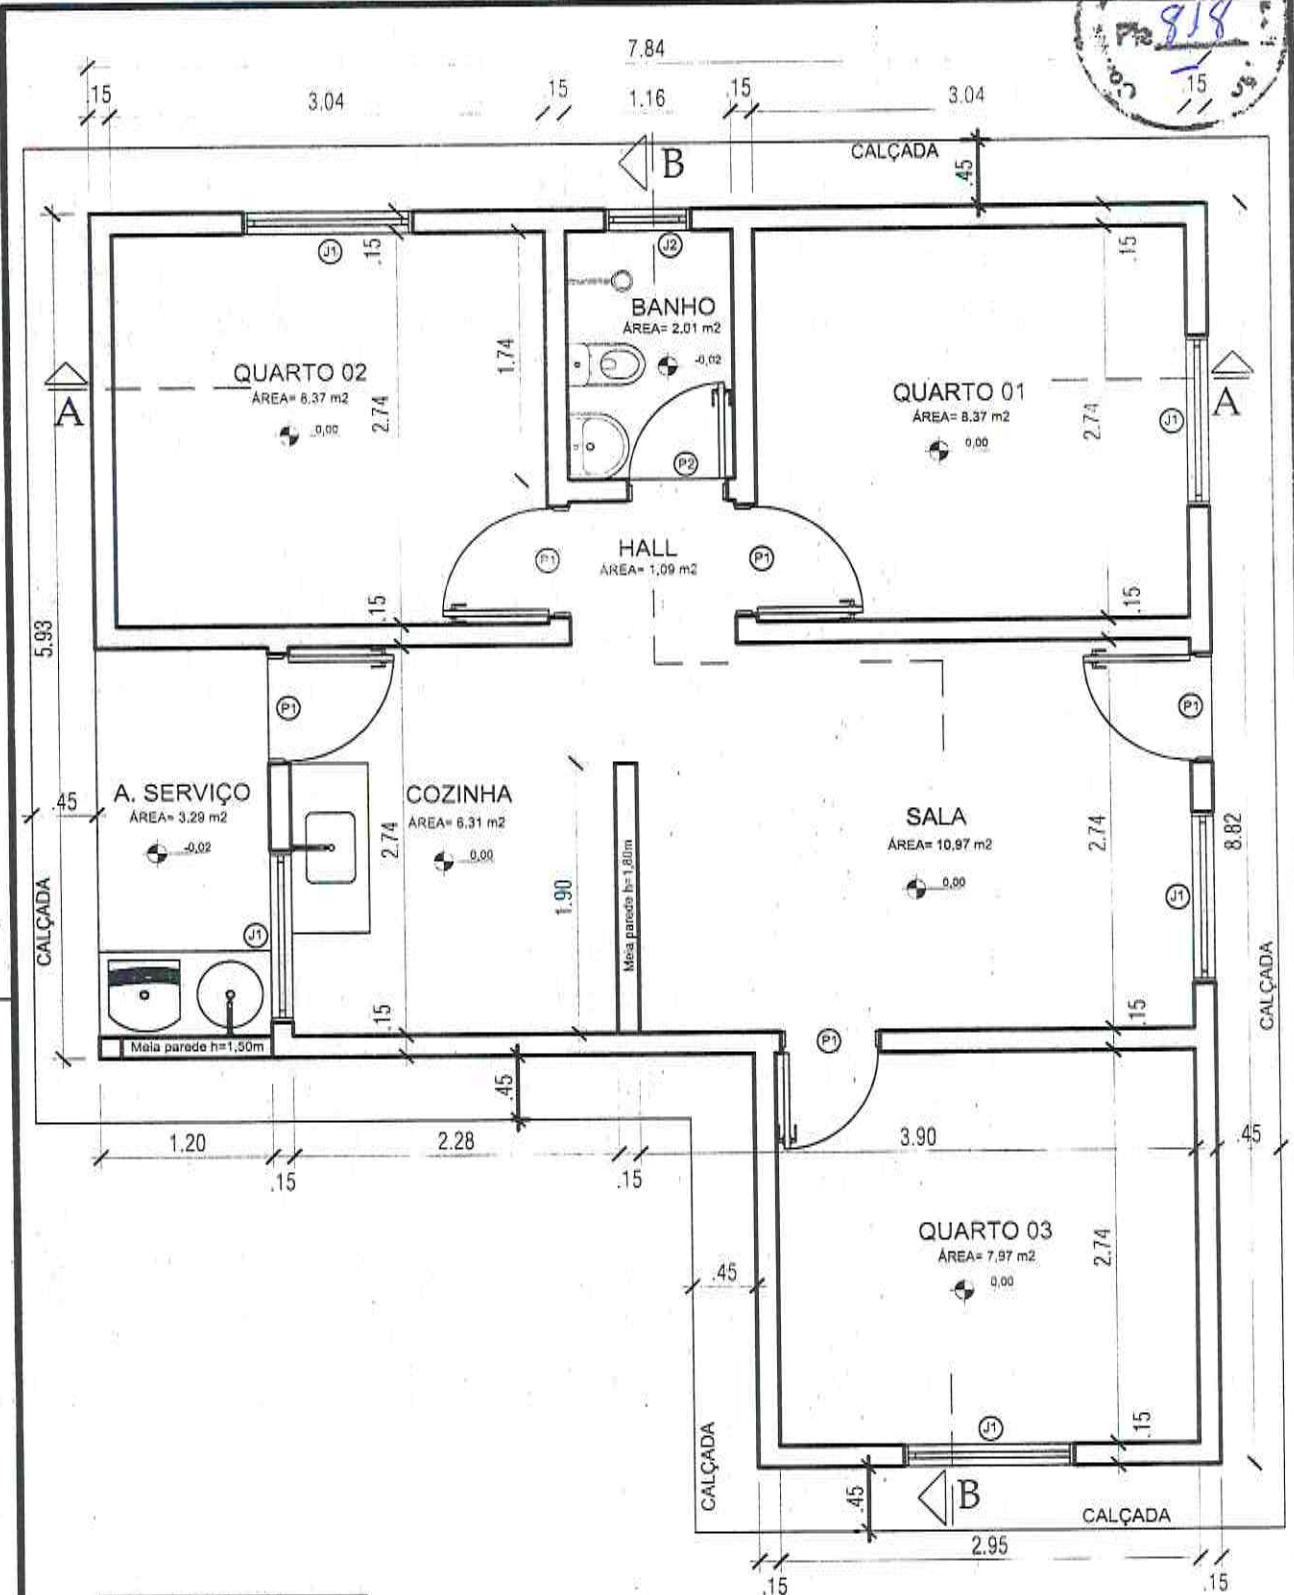 Fls 818
7.84
.15
3.04
.15
1.16
.15
3.04
.15
B
CALÇADA
.45
J1
.15
J2
.15
BANHO
ÁREA= 2,01 m2
-0,02
QUARTO 02
ÁREA= 8,37 m2
0,00
1.74
2.74
A
QUARTO 01
ÁREA= 8.37 m2
0,00
2.74
J1
A
P2
P1
HALL
ÁREA= 1,09 m2
P1
.15
.15
5.93
P1
P1
A. SERVIÇO
ÁREA= 3.29 m2
-0,02
.45
COZINHA
ÁREA= 6.31 m2
0,00
2.74
1.90
Meia parede h=1,80m
SALA
ÁREA= 10,97 m2
0,00
2.74
8.82
J1
J1
CALÇADA
CALÇADA
.15
.15
P1
Meia parede h=1,50m
.45
1.20
.15
2.28
.15
3.90
.45
QUARTO 03
ÁREA= 7,97 m2
0,00
2.74
.45
CALÇADA
J1
.15
.45
B
CALÇADA
2.95
.15
.15